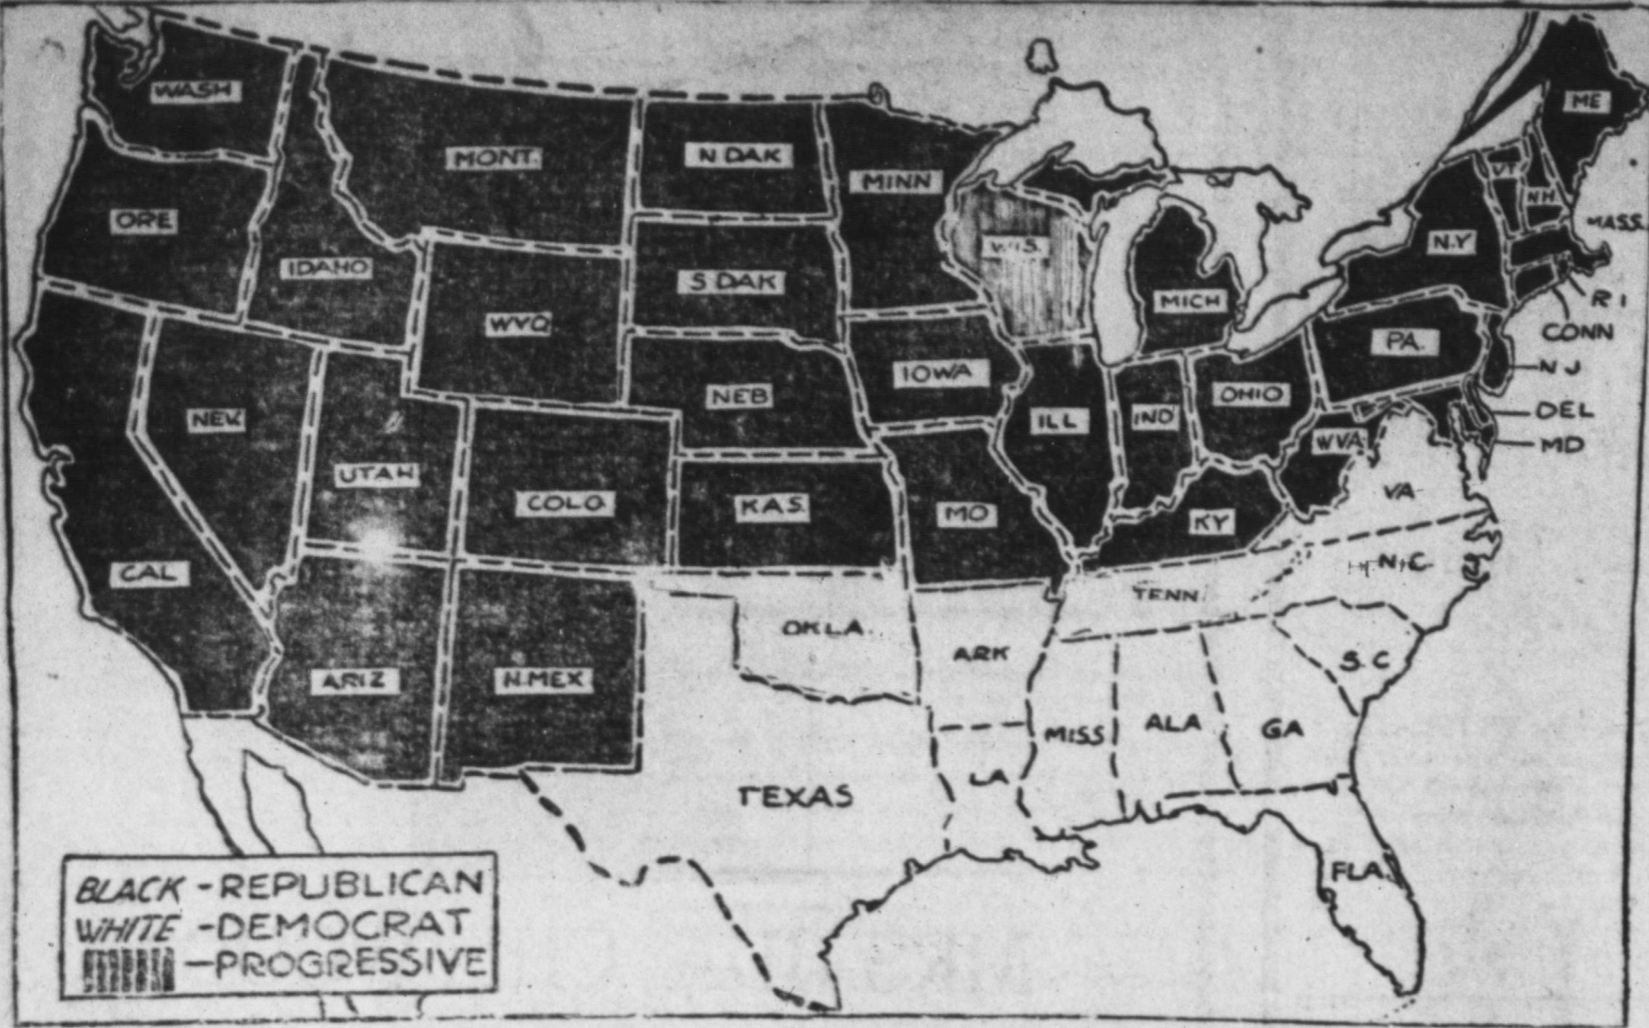 WASH
ME
MONT.
N DAK
MINN
VT
N.H.
ORE
MASS.
N.Y
WIS.
IDAHO
S DAK
MICH
R I
WYO
CONN
PA.
IOWA
N J
NEB
OHIO
DEL
NEV
ILL
IND
WVA
MD
UTAH
VA
COLO
KAS.
MO
KY
CAL
N.C.
TENN
OKLA.
ARK
S.C
ARIZ
N.MEX
MISS
ALA
GA
LA
TEXAS
FLA.
BLACK - REPUBLICAN
WHITE - DEMOCRAT
- PROGRESSIVE